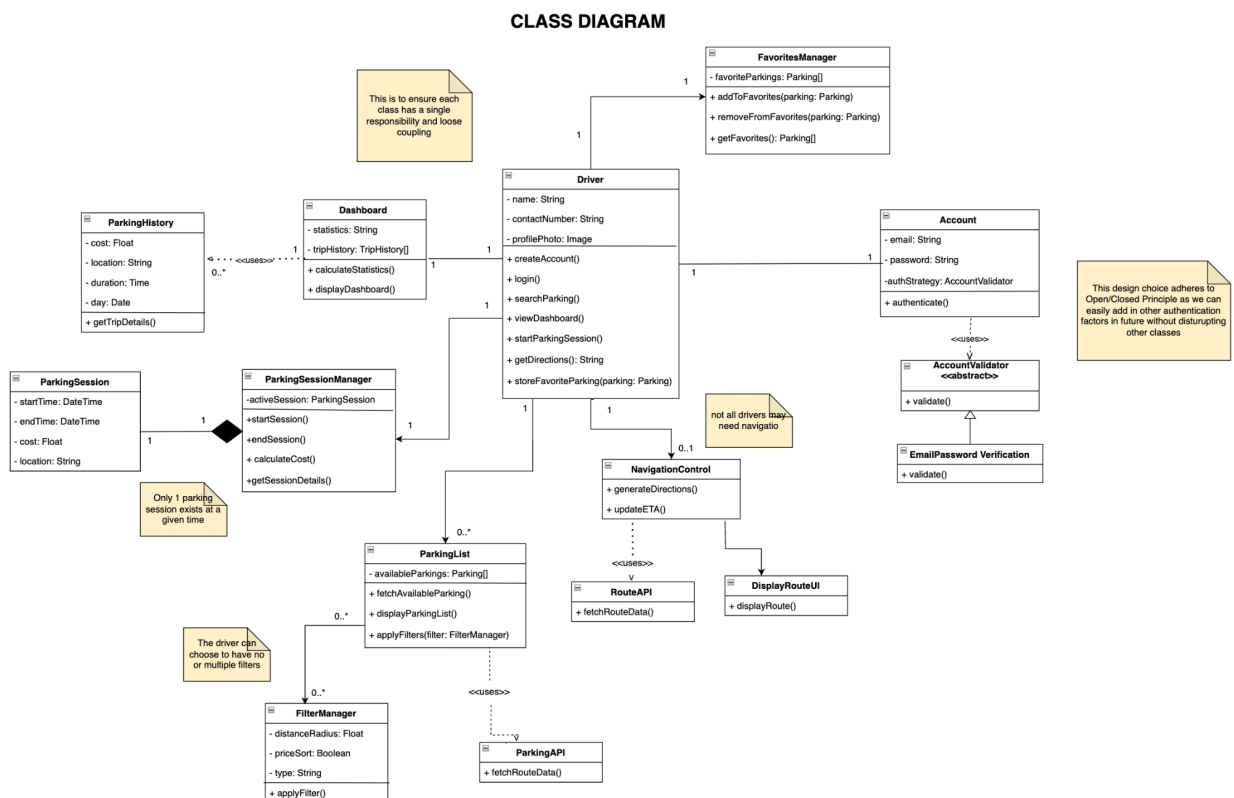 CLASS DIAGRAM
FavoritesManager
- favoriteParkings: Parking[]
+ addToFavorites(parking: Parking)
+ removeFromFavorites(parking: Parking)
+ getFavorites(): Parking[]
1
1
This is to ensure each
class has a single
responsibility and loose
coupling
Driver
- name: String
- contactNumber: String
- profilePhoto: Image
+ createAccount()
+ login()
+ searchParking()
+ viewDashboard()
+ startParkingSession()
+ getDirections(): String
+ storeFavoriteParking(parking: Parking)
ParkingHistory
- cost: Float
- location: String
- duration: Time
- day: Date
+ getTripDetails()
<<uses>>
0..*
1
Dashboard
- statistics: String
- tripHistory: TripHistory[]
+ calculateStatistics()
+ displayDashboard()
1
1
Account
- email: String
- password: String
-authStrategy: AccountValidator
+ authenticate()
1
1
This design choice adheres to
Open/Closed Principle as we can
easily add in other authentication
factors in future without disturupting
other classes
<<uses>>
AccountValidator
<<abstract>>
+ validate()
EmailPassword Verification
+ validate()
ParkingSession
- startTime: DateTime
- endTime: DateTime
- cost: Float
- location: String
1
1
ParkingSessionManager
-activeSession: ParkingSession
+startSession()
+endSession()
+ calculateCost()
+getSessionDetails()
1
1
Only 1 parking
session exists at a
given time
1
1
not all drivers may
need navigatio
0..1
NavigationControl
+ generateDirections()
+ updateETA()
<<uses>>
RouteAPI
+ fetchRouteData()
DisplayRouteUI
+ displayRoute()
0..*
ParkingList
- availableParkings: Parking[]
+ fetchAvailableParking()
+ displayParkingList()
+ applyFilters(filter: FilterManager)
0..*
The driver can
choose to have no
or multiple filters
0..*
<<uses>>
FilterManager
- distanceRadius: Float
- priceSort: Boolean
- type: String
+ applyFilter()
ParkingAPI
+ fetchRouteData()